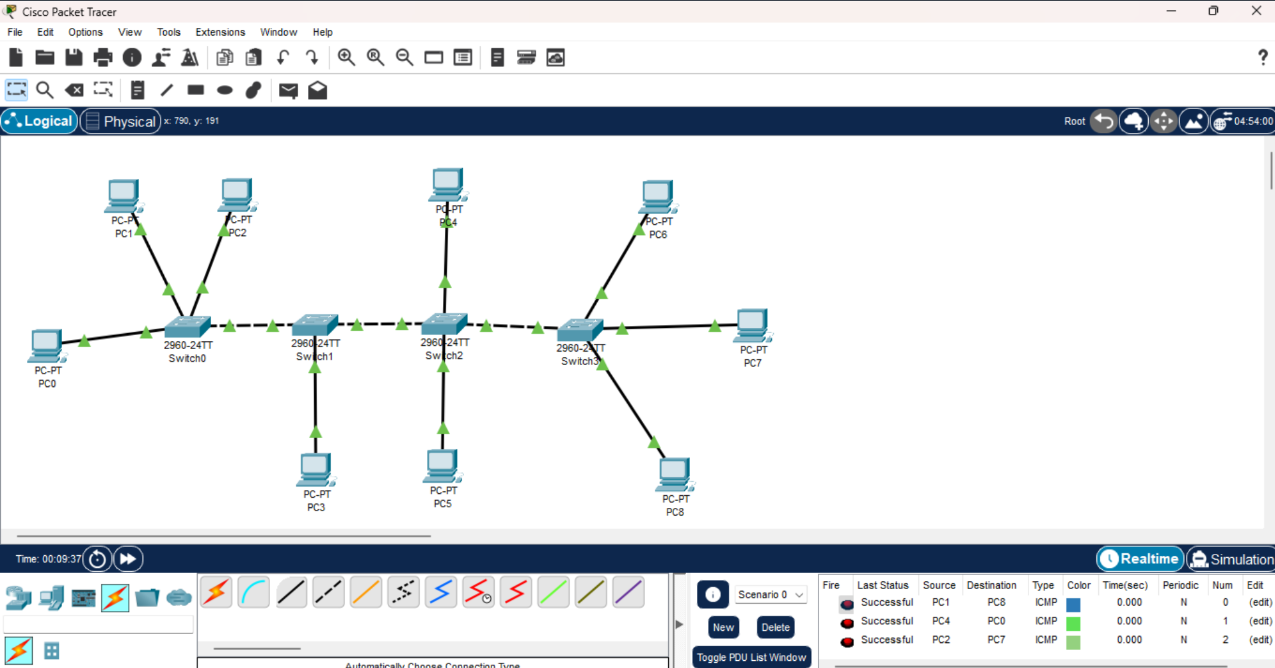 Cisco Packet Tracer
File Edit Options View Tools Extensions Window Help
?
Logical Physical x: 790, y: 191 Root 04:54:00
PC-PT
PC1
PC-PT
PC2
PC-PT
PC4
PC-PT
PC6
2960-24TT
Switch0
2960-24TT
Switch1
2960-24TT
Switch2
2960-24TT
Switch3
PC-PT
PC7
PC-PT
PC0
PC-PT
PC3
PC-PT
PC5
PC-PT
PC8
Time: 00:09:37 Realtime Simulation
Scenario 0
New Delete
Toggle PDU List Window
Fire Last Status Source Destination Type Color Time(sec) Periodic Num Edit
Successful PC1 PC8 ICMP 0.000 N 0 (edit)
Successful PC4 PC0 ICMP 0.000 N 1 (edit)
Successful PC2 PC7 ICMP 0.000 N 2 (edit)
Automatically Choose Connection Type